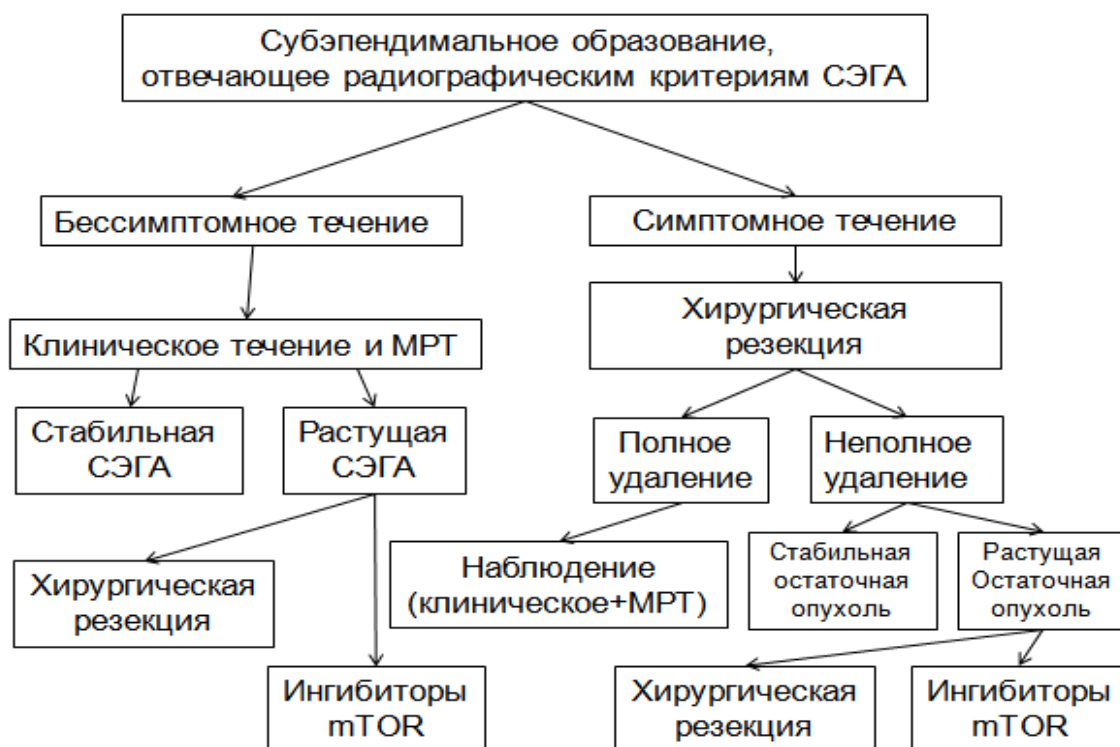 Субэпендимальное образование,
отвечающее радиографическим критериям СЭГА
Бессимптомное течение
Симптомное течение
Клиническое течение и МРТ
Хирургическая
резекция
Стабильная
СЭГА
Растущая
СЭГА
Полное
удаление
Неполное
удаление
Хирургическая
резекция
Наблюдение
(клиническое+МРТ)
Стабильная
остаточная
опухоль
Растущая
Остаточная
опухоль
Ингибиторы
mTOR
Хирургическая
резекция
Ингибиторы
mTOR